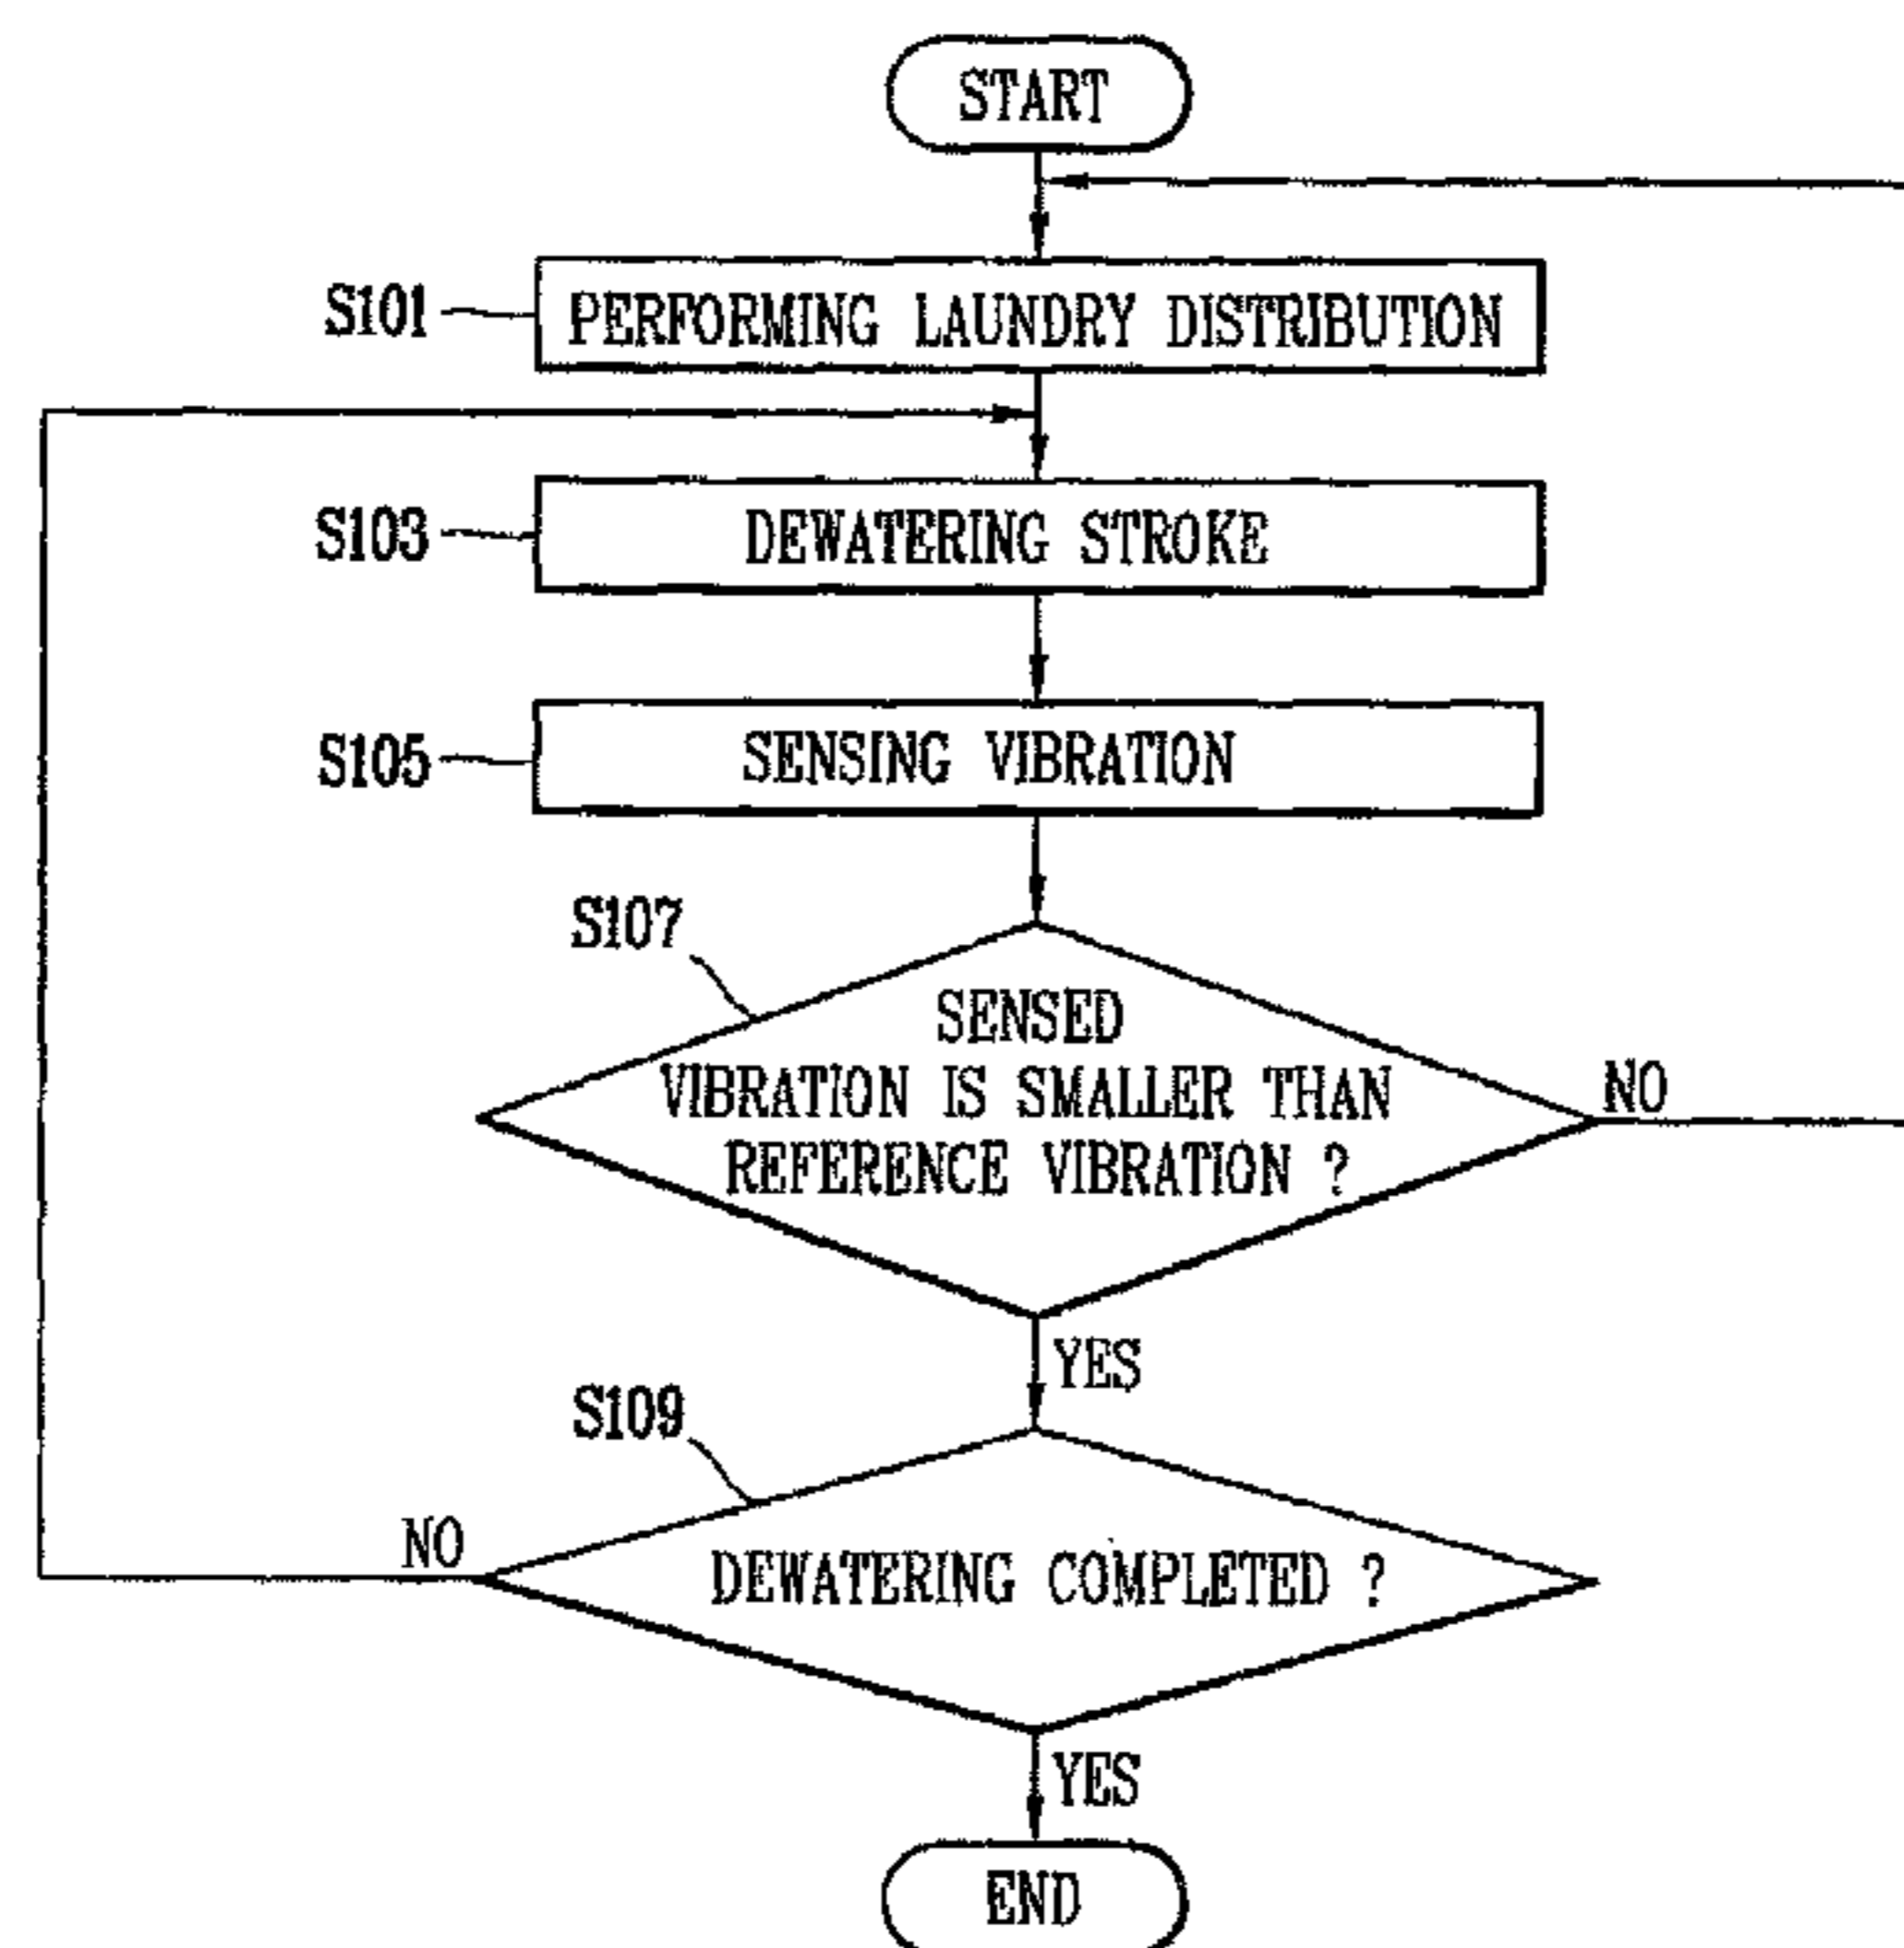 START
S101
PERFORMING LAUNDRY DISTRIBUTION
S103
DEWATERING STROKE
S105
SENSING VIBRATION
S107
SENSED
VIBRATION IS SMALLER THAN
REFERENCE VIBRATION ?
NO
YES
S109
NO
DEWATERING COMPLETED ?
YES
END